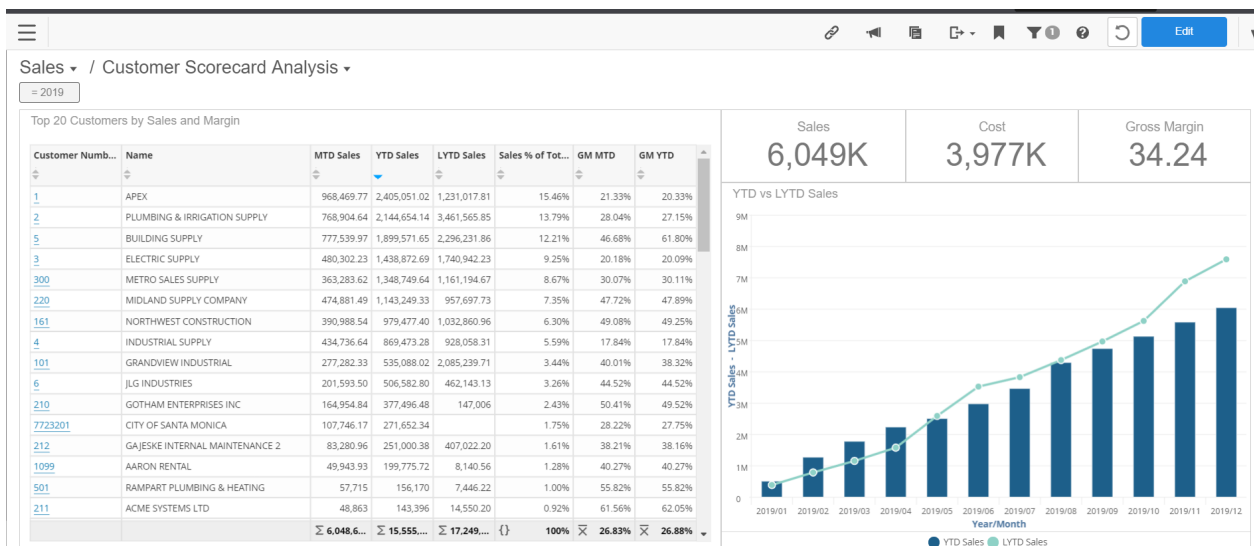 1
Edit
Sales / Customer Scorecard Analysis
= 2019
Top 20 Customers by Sales and Margin
Customer Numb... Name MTD Sales YTD Sales LYTD Sales Sales % of Tot... GM MTD GM YTD
1 APEX 968,469.77 2,405,051.02 1,231,017.81 15.46% 21.33% 20.33%
2 PLUMBING & IRRIGATION SUPPLY 768,904.64 2,144,654.14 3,461,565.85 13.79% 28.04% 27.15%
5 BUILDING SUPPLY 777,539.97 1,899,571.65 2,296,231.86 12.21% 46.68% 61.80%
3 ELECTRIC SUPPLY 480,302.23 1,438,872.69 1,740,942.23 9.25% 20.18% 20.09%
300 METRO SALES SUPPLY 363,283.62 1,348,749.64 1,161,194.67 8.67% 30.07% 30.11%
220 MIDLAND SUPPLY COMPANY 474,881.49 1,143,249.33 957,697.73 7.35% 47.72% 47.89%
161 NORTHWEST CONSTRUCTION 390,988.54 979,477.40 1,032,860.96 6.30% 49.08% 49.25%
4 INDUSTRIAL SUPPLY 434,736.64 869,473.28 928,058.31 5.59% 17.84% 17.84%
101 GRANDVIEW INDUSTRIAL 277,282.33 535,088.02 2,085,239.71 3.44% 40.01% 38.32%
6 JLG INDUSTRIES 201,593.50 506,582.80 462,143.13 3.26% 44.52% 44.52%
210 GOTHAM ENTERPRISES INC 164,954.84 377,496.48 147,006 2.43% 50.41% 49.52%
7723201 CITY OF SANTA MONICA 107,746.17 271,652.34 1.75% 28.22% 27.75%
212 GAJESKE INTERNAL MAINTENANCE 2 83,280.96 251,000.38 407,022.20 1.61% 38.21% 38.16%
1099 AARON RENTAL 49,943.93 199,775.72 8,140.56 1.28% 40.27% 40.27%
501 RAMPART PLUMBING & HEATING 57,715 156,170 7,446.22 1.00% 55.82% 55.82%
211 ACME SYSTEMS LTD 48,863 143,396 14,550.20 0.92% 61.56% 62.05%
Σ 6,048,6... Σ 15,555,... Σ 17,249,... {} 100% X 26.83% X 26.88%
Sales
6,049K
Cost
3,977K
Gross Margin
34.24
YTD vs LYTD Sales
YTD Sales - LYTD Sales
9M
8M
7M
6M
5M
4M
3M
2M
1M
0
2019/01 2019/02 2019/03 2019/04 2019/05 2019/06 2019/07 2019/08 2019/09 2019/10 2019/11 2019/12
Year/Month
YTD Sales LYTD Sales